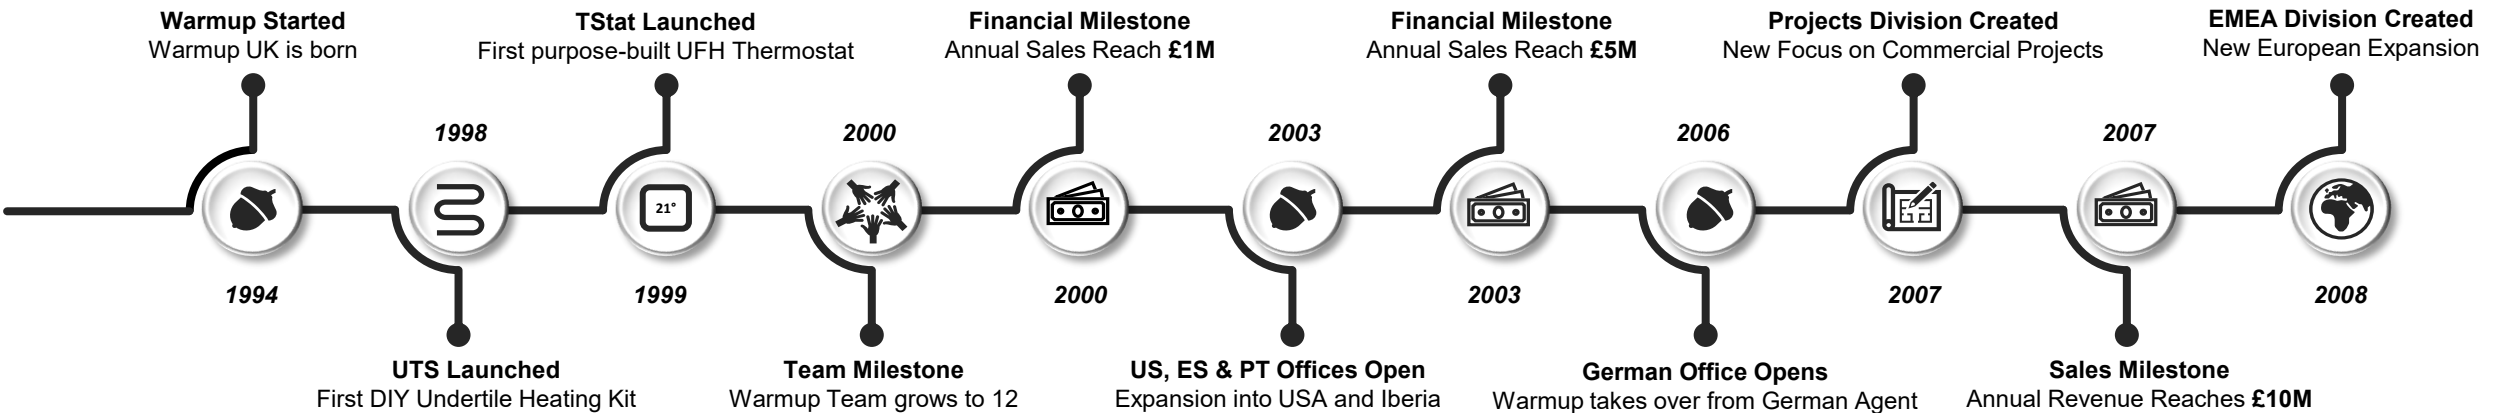 Warmup Started
Warmup UK is born
1994
1998
UTS Launched
First DIY Undertile Heating Kit
TStat Launched
First purpose-built UFH Thermostat
21°
1999
2000
Team Milestone
Warmup Team grows to 12
Financial Milestone
Annual Sales Reach £1M
2000
2003
US, ES & PT Offices Open
Expansion into USA and Iberia
Financial Milestone
Annual Sales Reach £5M
2003
2006
German Office Opens
Warmup takes over from German Agent
Projects Division Created
New Focus on Commercial Projects
2007
2007
Sales Milestone
Annual Revenue Reaches £10M
EMEA Division Created
New European Expansion
2008